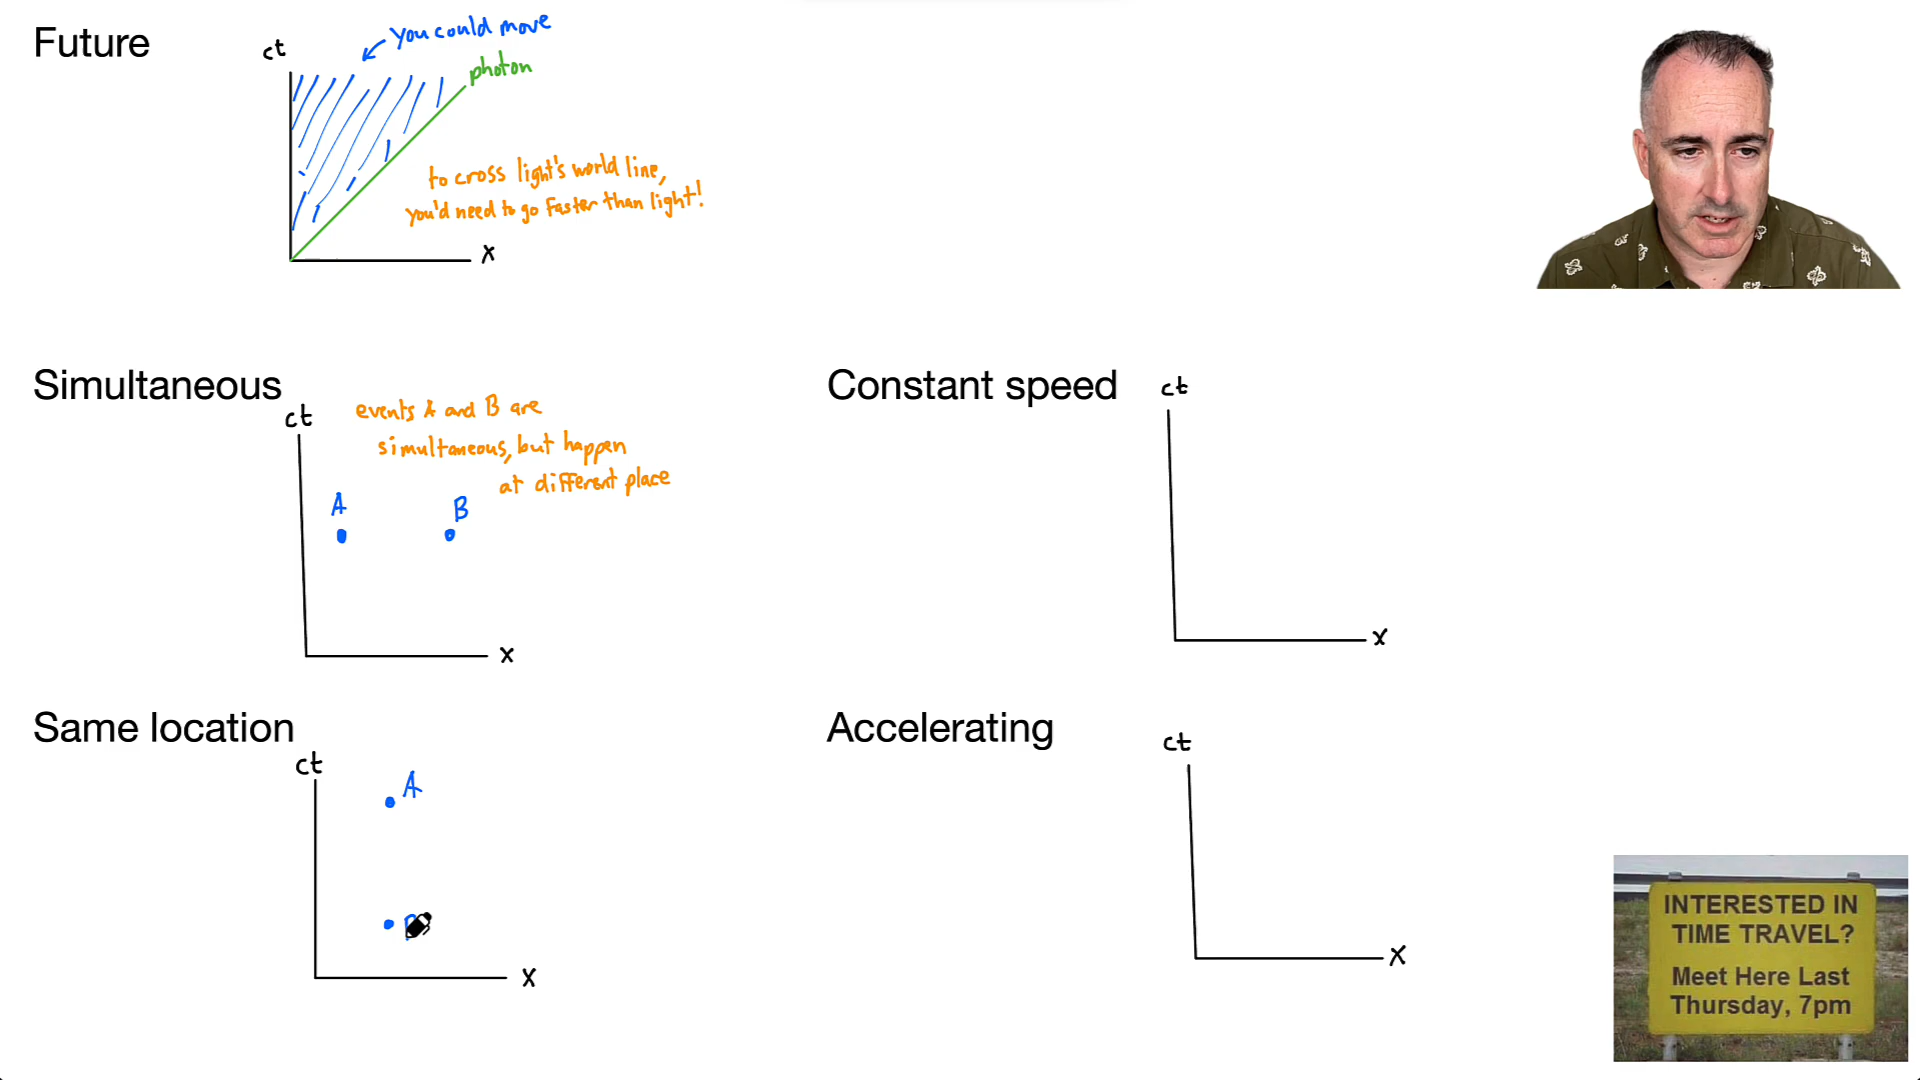 Future
ct
you could move
photon
to cross light's world line,
you'd need to go faster than light!
x
Simultaneous
ct
events A and B are
simultaneous, but happen
at different place
A
B
x
Constant speed
ct
x
Same location
ct
A
x
Accelerating
ct
x
INTERESTED IN
TIME TRAVEL?
Meet Here Last
Thursday, 7pm